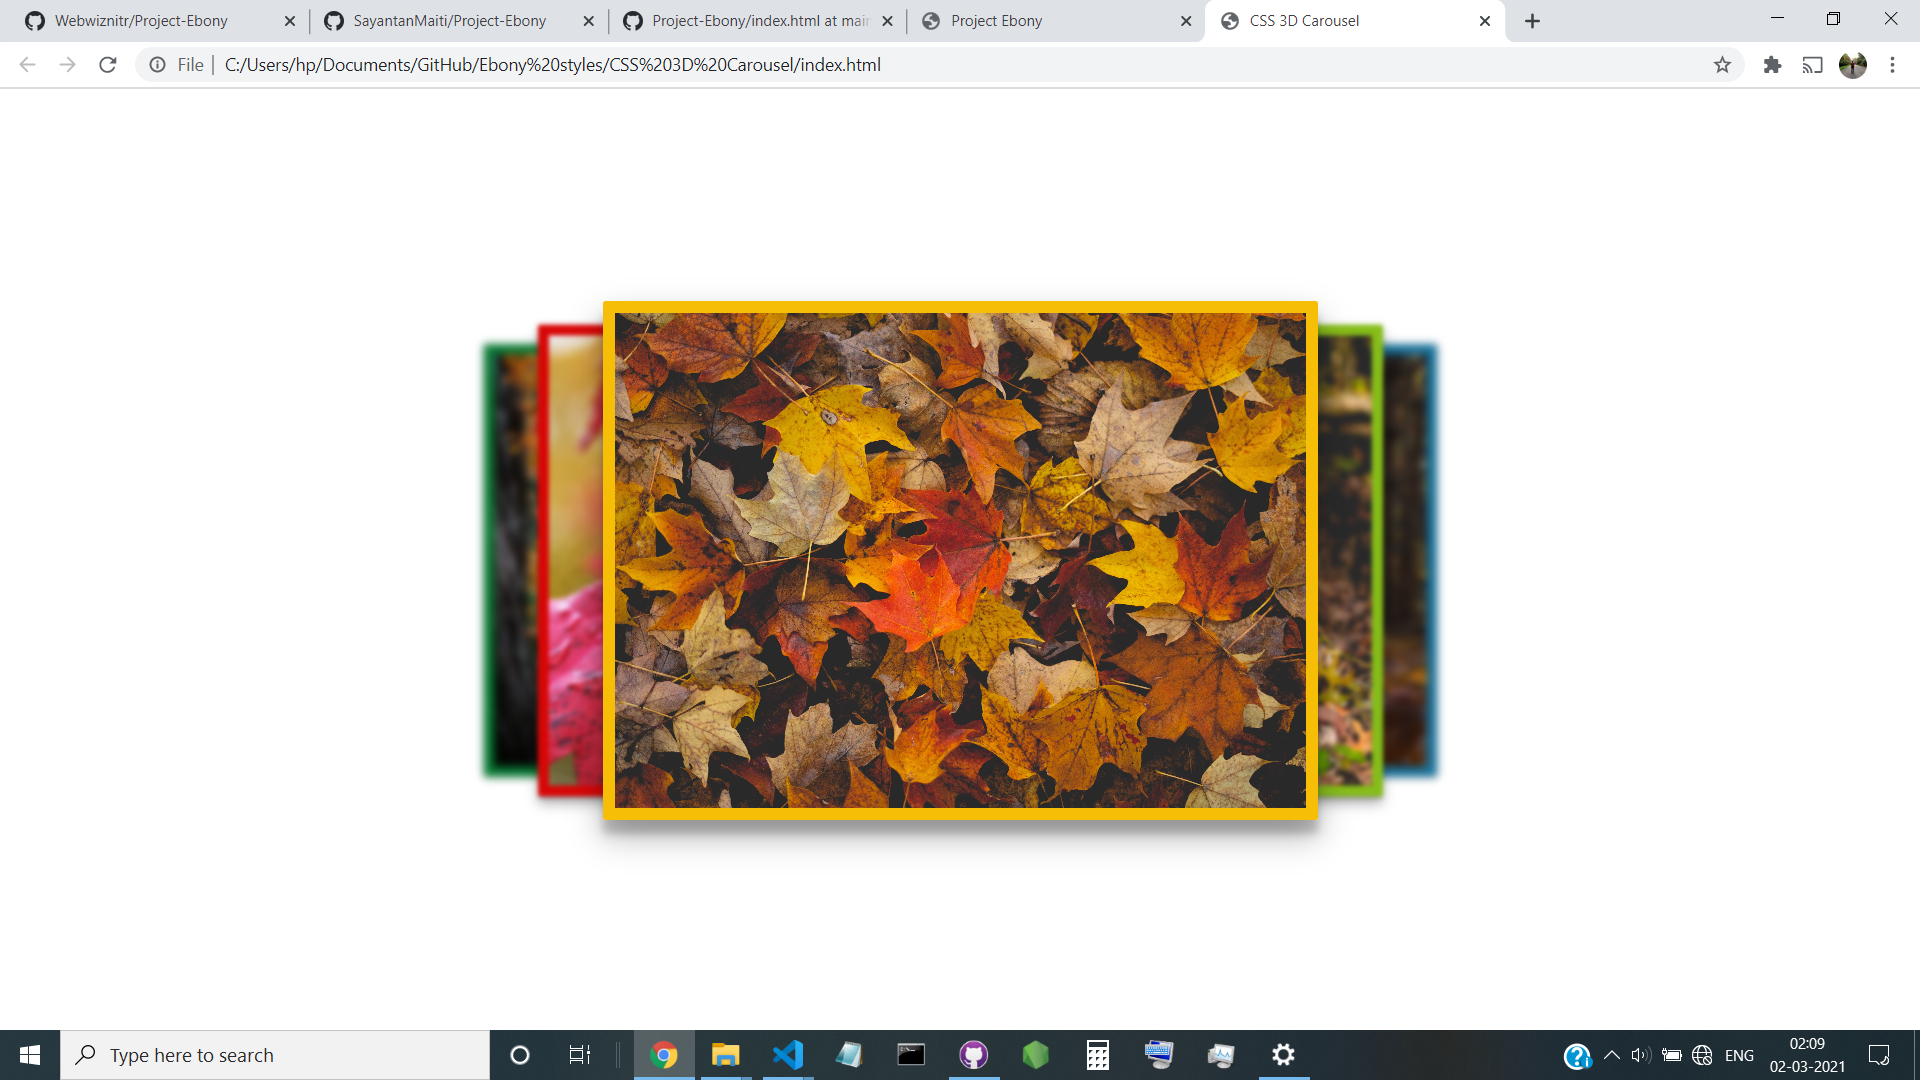 Webwiznitr/Project-Ebony
SayantanMaiti/Project-Ebony
Project-Ebony/index.html at main
Project Ebony
CSS 3D Carousel
File
C:/Users/hp/Documents/GitHub/Ebony%20styles/CSS%203D%20Carousel/index.html
Type here to search
ENG
02:09
02-03-2021